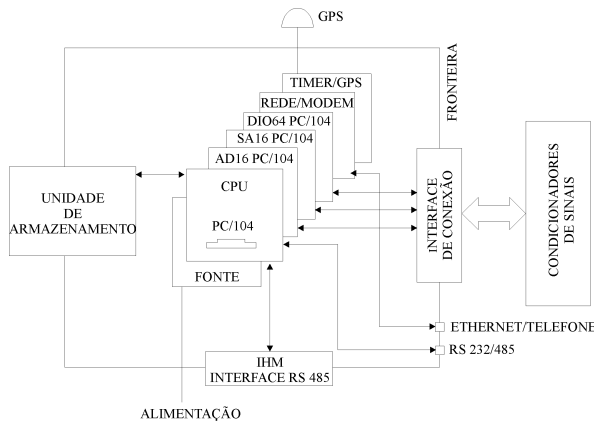 GPS
TIMER/GPS
REDE/MODEM
DIO64 PC/104
SA16 PC/104
AD16 PC/104
CPU
PC/104
FONTE
UNIDADE
DE
ARMAZENAMENTO
FRONTEIRA
INTERFACE
DE CONEXÃO
CONDICIONADORES
DE SINAIS
ETHERNET/TELEFONE
RS 232/485
IHM
INTERFACE RS 485
ALIMENTAÇÃO